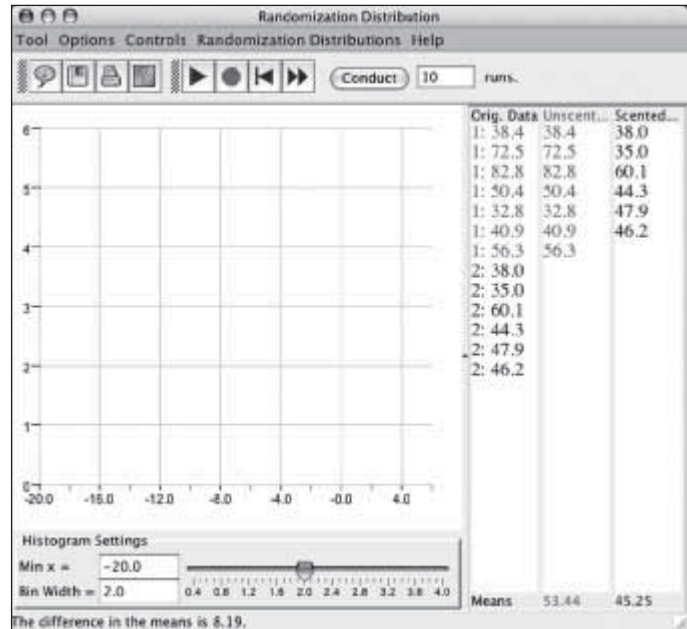 Randomization Distribution
Tool Options Controls Randomization Distributions Help
Conduct 10 runs.
Orig. Data Unscent... Scented...
1: 38.4 38.4 38.0
1: 72.5 72.5 35.0
1: 82.8 82.8 60.1
1: 50.4 50.4 44.3
1: 32.8 32.8 47.9
1: 40.9 40.9 46.2
1: 56.3 56.3
2: 38.0
2: 35.0
2: 60.1
2: 44.3
2: 47.9
2: 46.2
6
5
4
3
2
1
0
-20.0 -16.0 -12.0 -8.0 -4.0 -0.0 4.0
Histogram Settings
Min x = -20.0
Bin Width = 2.0
0.4 0.8 1.2 1.6 2.0 2.4 2.8 3.2 3.6 4.0
Means 53.44 45.25
The difference in the means is 8.19.